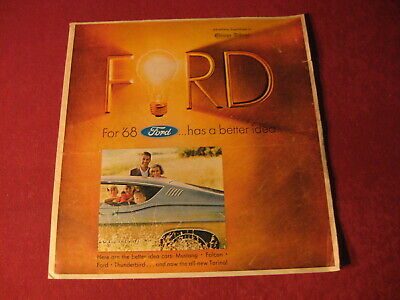 FORD
For '68 Ford ...has a better idea
Here are the better idea cars: Mustang • Falcon •
Ford • Thunderbird . . . and now the all-new Torino!